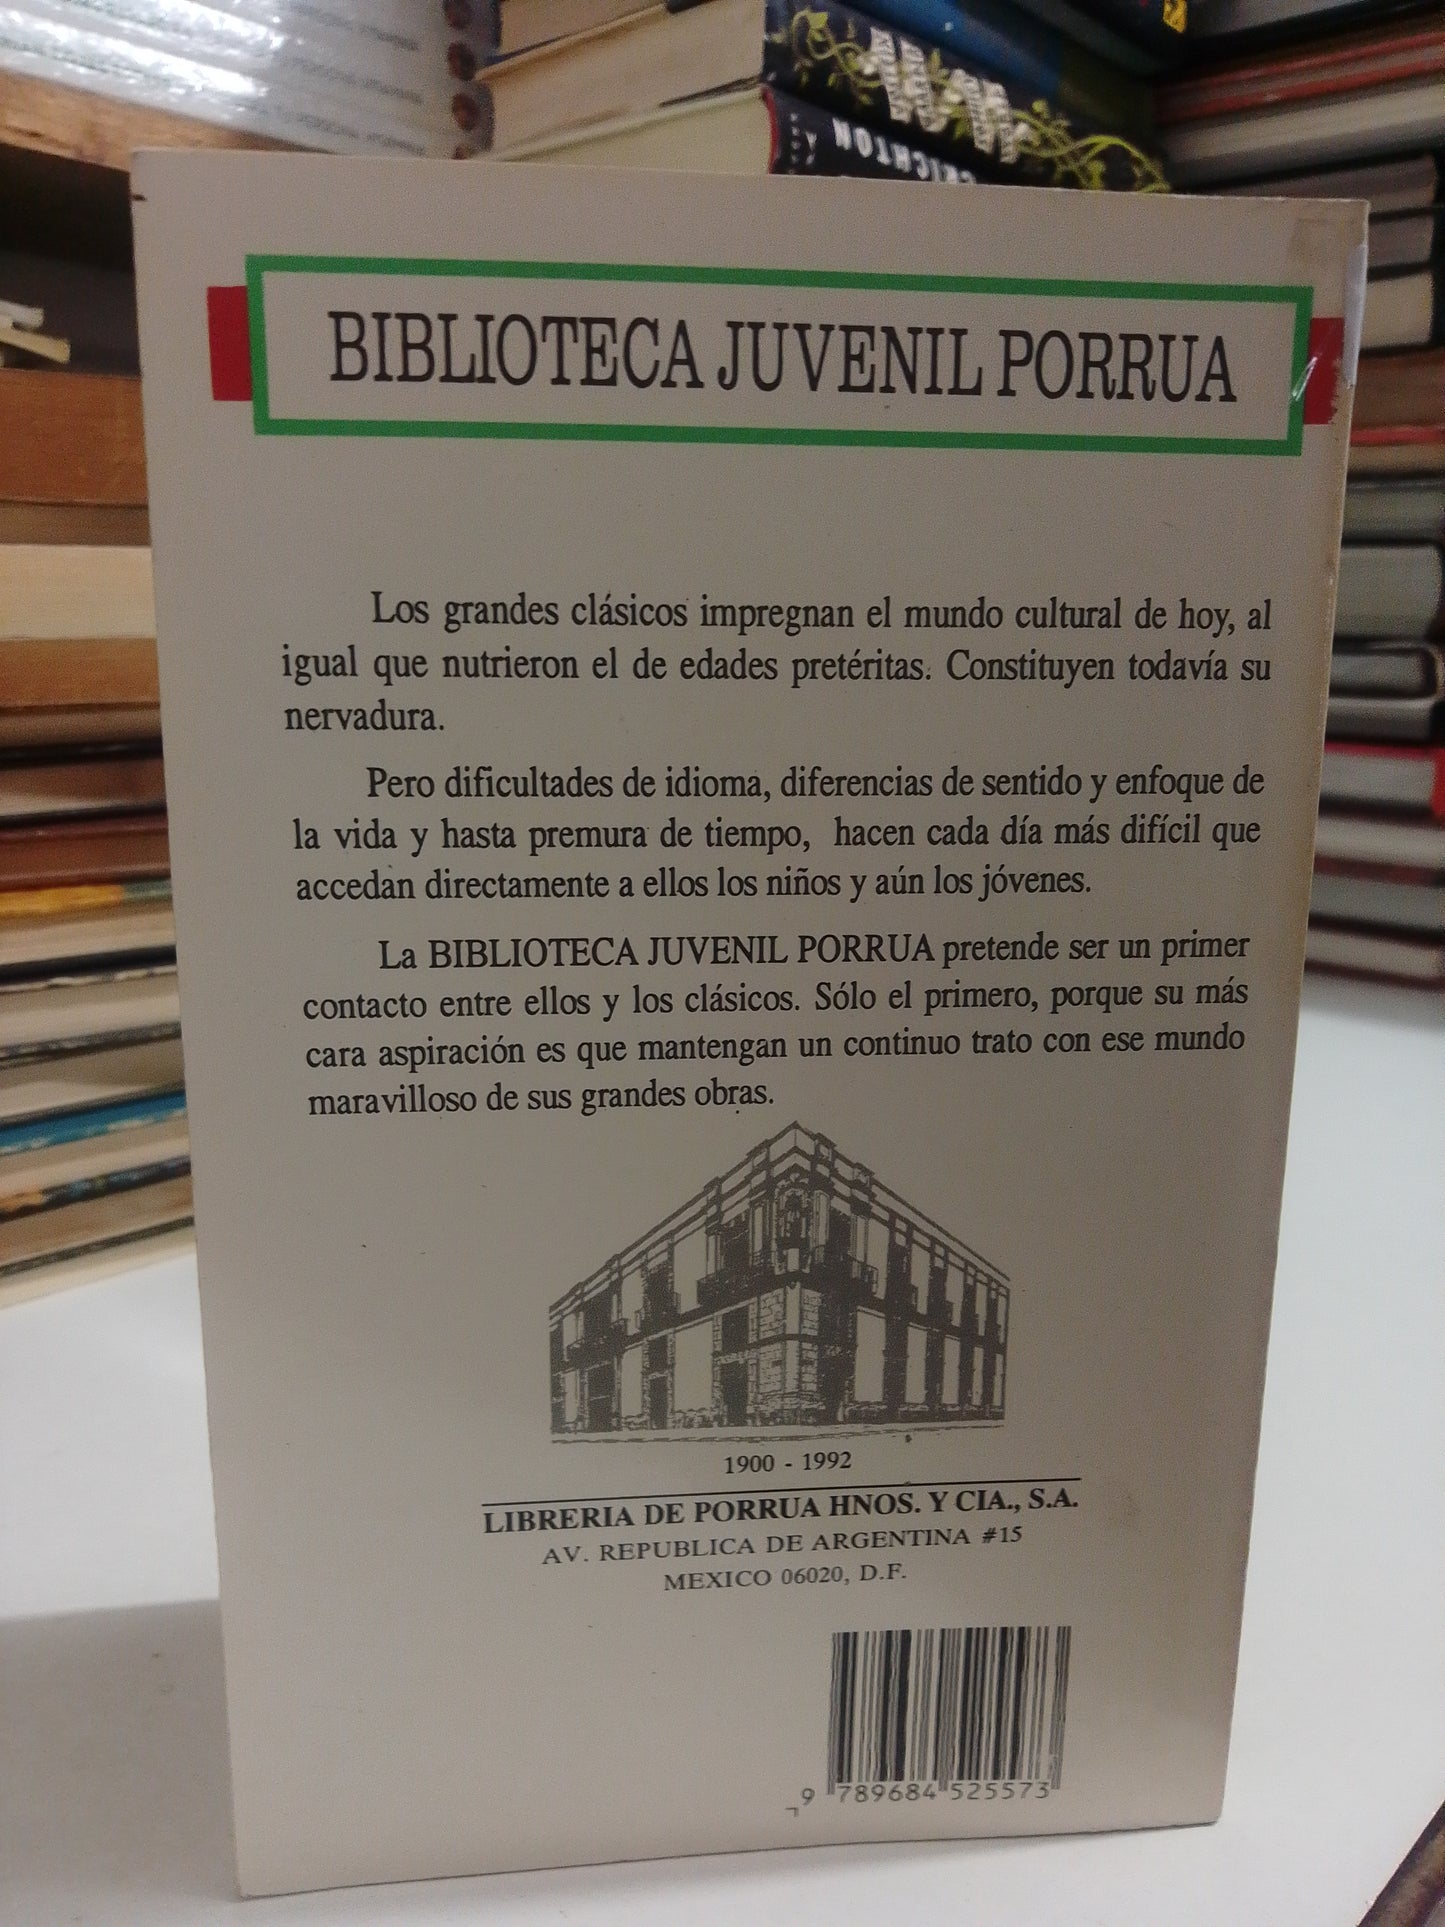 CRICHTON
BIBLIOTECA JUVENIL PORRUA
Los grandes clásicos impregnan el mundo cultural de hoy, al
igual que nutrieron el de edades pretéritas. Constituyen todavía su
nervadura.
Pero dificultades de idioma, diferencias de sentido y enfoque de
la vida y hasta premura de tiempo, hacen cada día más difícil que
accedan directamente a ellos los niños y aún los jóvenes.
La BIBLIOTECA JUVENIL PORRUA pretende ser un primer
contacto entre ellos y los clásicos. Sólo el primero, porque su más
cara aspiración es que mantengan un continuo trato con ese mundo
maravilloso de sus grandes obras.
1900 - 1992
LIBRERIA DE PORRUA HNOS. Y CIA., S.A.
AV. REPUBLICA DE ARGENTINA #15
MEXICO 06020, D.F.
9 789684 525573